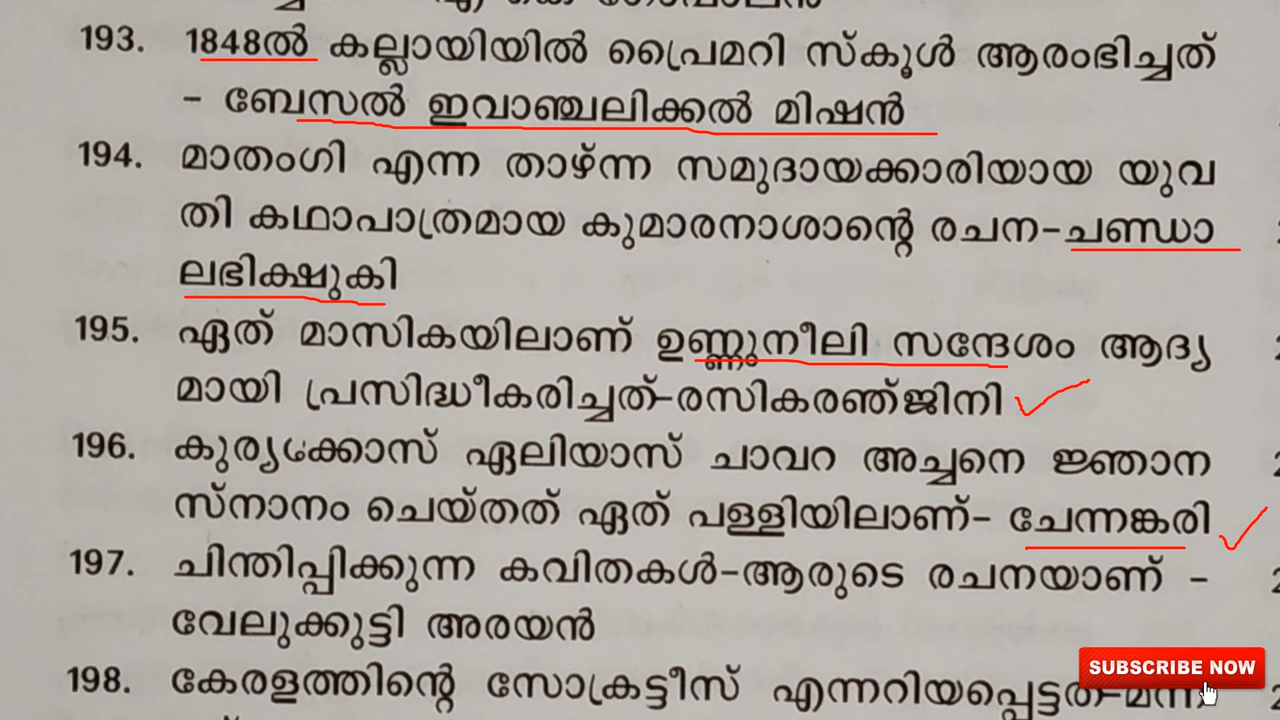 193. 1848ൽ കല്ലായിയിൽ പ്രൈമറി സ്കൂൾ ആരംഭിച്ചത്
- ബേസൽ ഇവാഞ്ചലിക്കൽ മിഷൻ
194. മാതംഗി എന്ന താഴ്ന്ന സമുദായക്കാരിയായ യുവ
തി കഥാപാത്രമായ കുമാരനാശാന്റെ രചന-ചണ്ഡാ
ലഭിക്ഷുകി
195. ഏത് മാസികയിലാണ് ഉണ്ണുനീലി സന്ദേശം ആദ്യ
മായി പ്രസിദ്ധീകരിച്ചത്-രസികരഞ്ജിനി
196. കുര്യക്കോസ് ഏലിയാസ് ചാവറ അച്ചനെ ജ്ഞാന
സ്നാനം ചെയ്തത് ഏത് പള്ളിയിലാണ്- ചേന്നങ്കരി
197. ചിന്തിപ്പിക്കുന്ന കവിതകൾ-ആരുടെ രചനയാണ് -
വേലുക്കുട്ടി അരയൻ
198. കേരളത്തിന്റെ സോക്രട്ടീസ് എന്നറിയപ്പെട്ടത്
SUBSCRIBE NOW